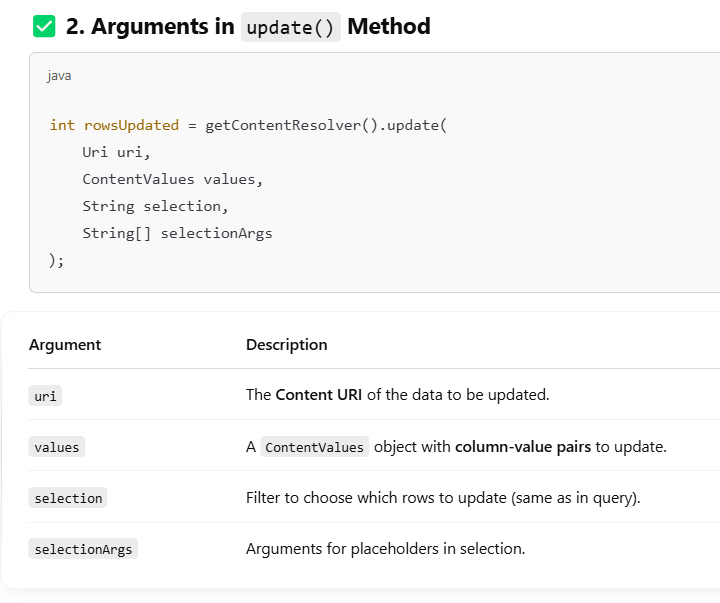 ✅ 2. Arguments in update() Method
java
int rowsUpdated = getContentResolver().update(
    Uri uri,
    ContentValues values,
    String selection,
    String[] selectionArgs
);
Argument Description
uri The Content URI of the data to be updated.
values A ContentValues object with column-value pairs to update.
selection Filter to choose which rows to update (same as in query).
selectionArgs Arguments for placeholders in selection.